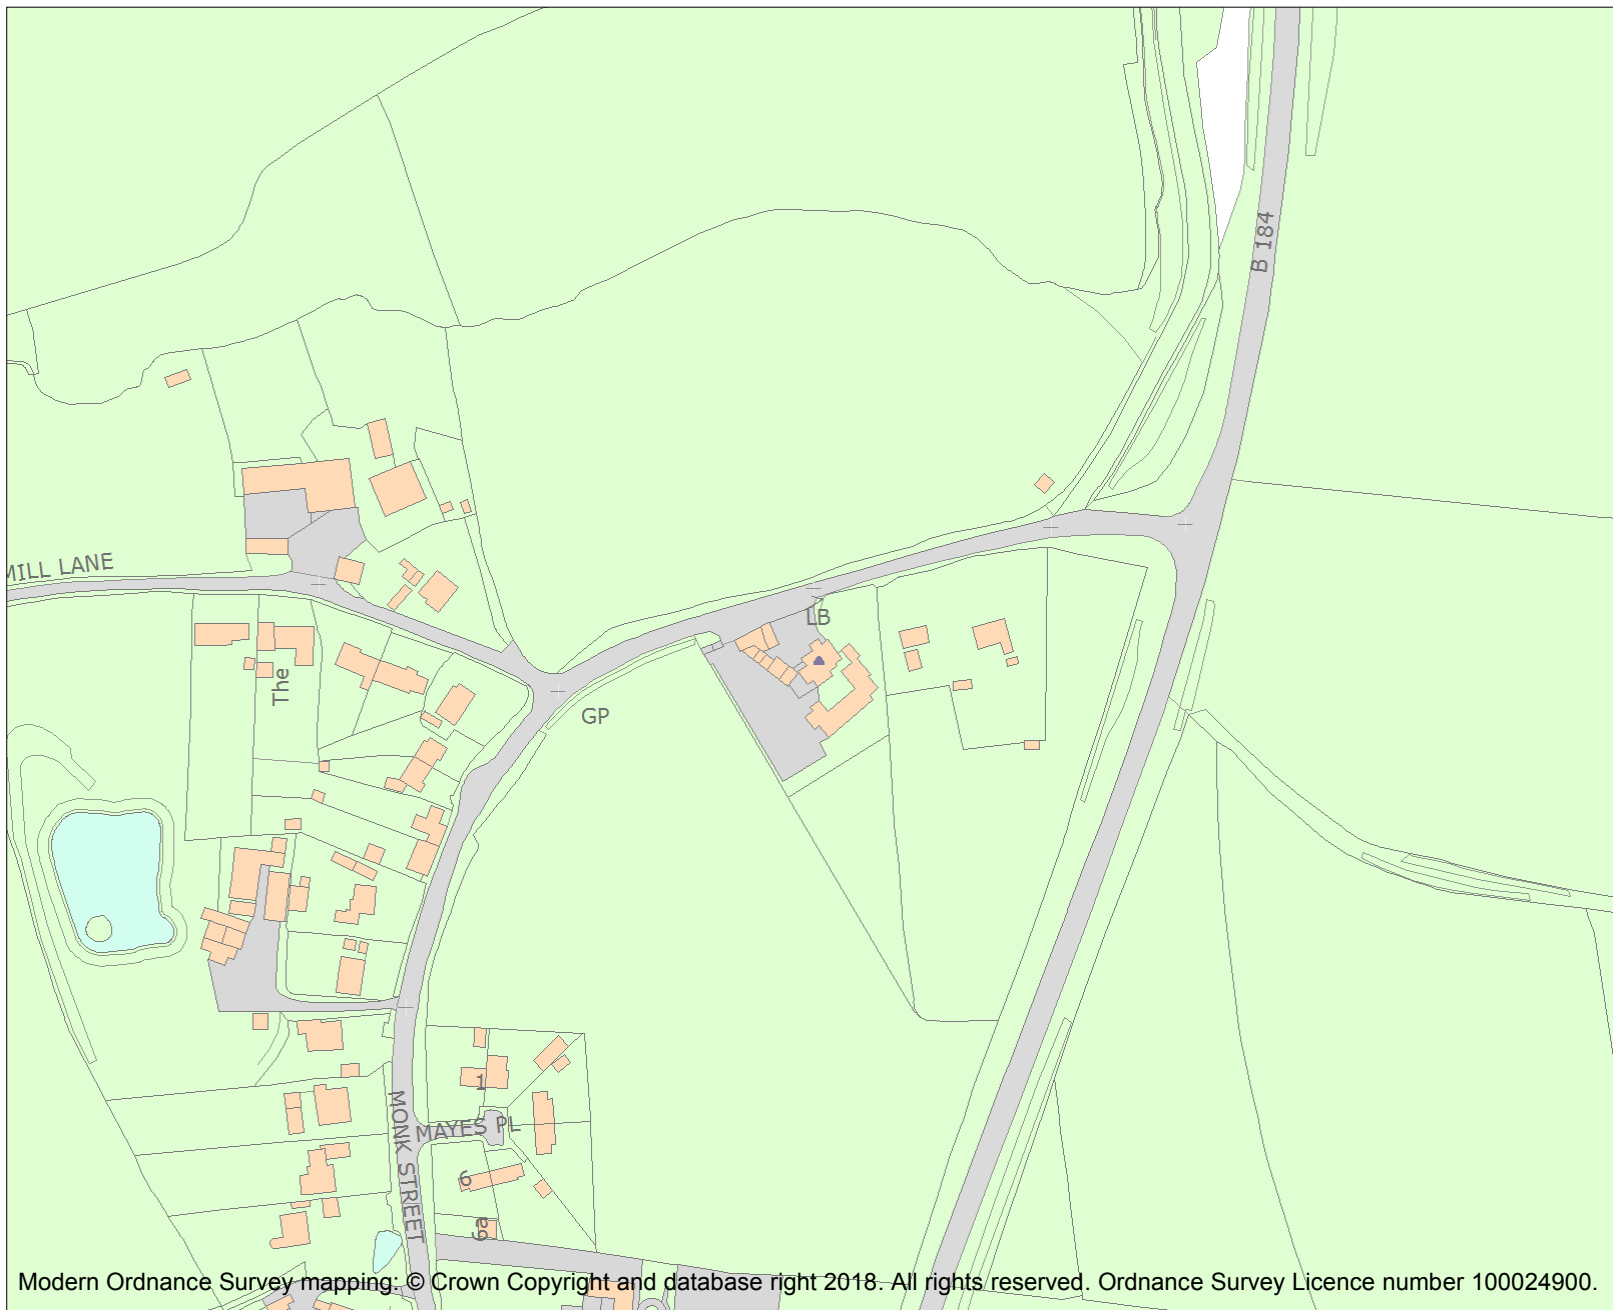 B 184
MILL LANE
LB
The
GP
1
MAYES PL
MONK STREET
6
6a
Modern Ordnance Survey mapping: © Crown Copyright and database right 2018. All rights reserved. Ordnance Survey Licence number 100024900.